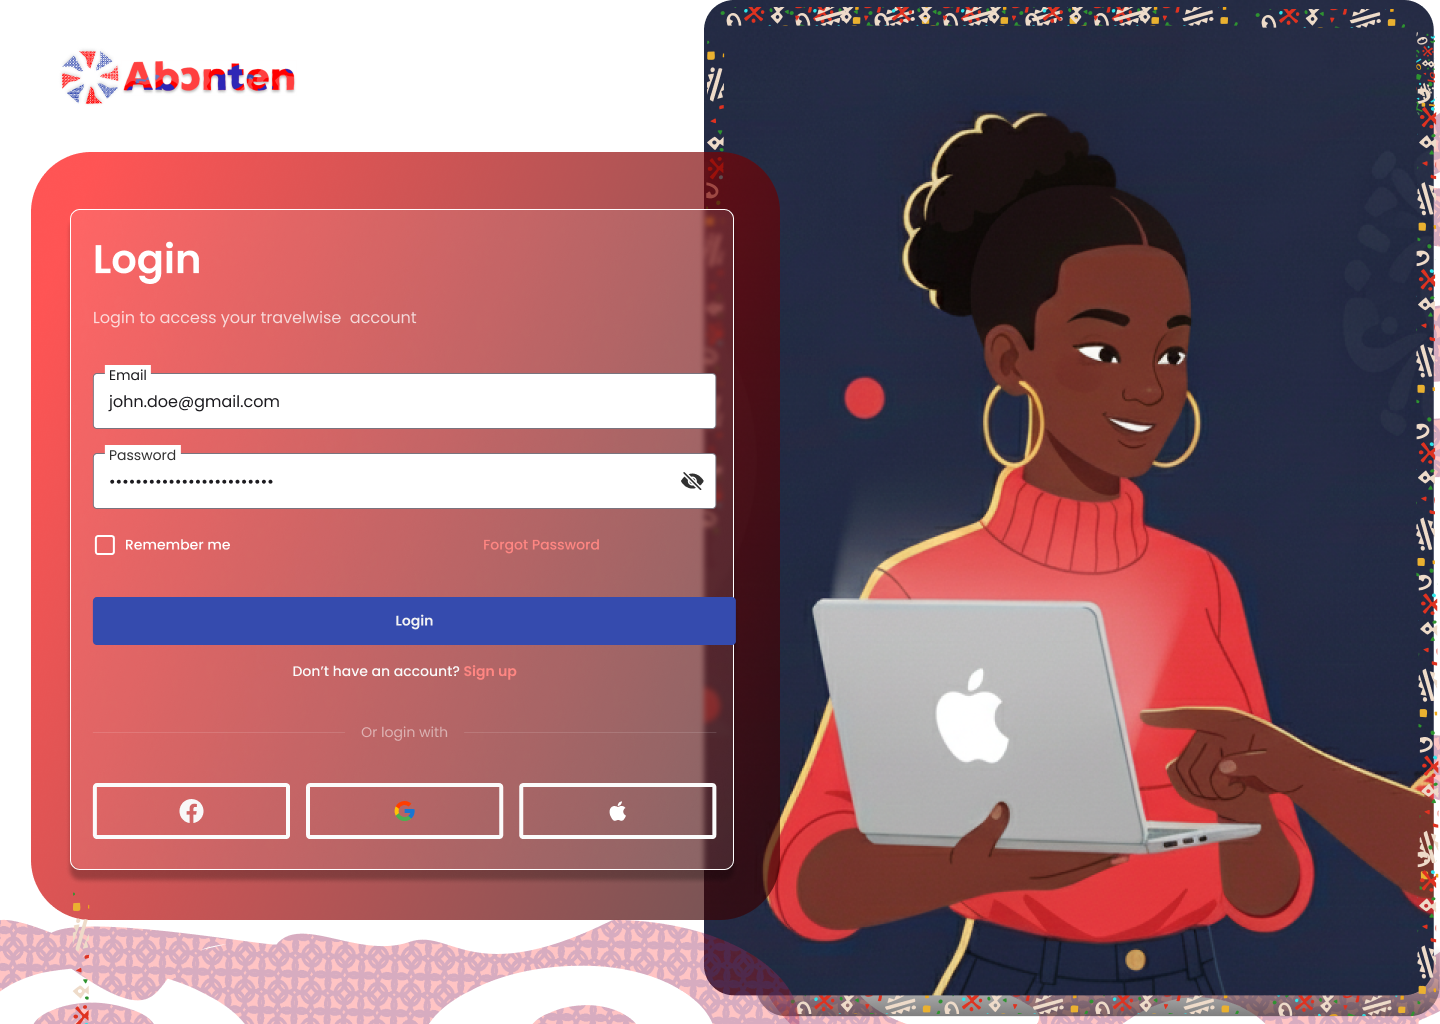 Abɔnten
Login
Login to access your travelwise  account
Email
john.doe@gmail.com
Password
•••••••••••••••••••••••••
Remember me
Forgot Password
Login
Don’t have an account? Sign up
Or login with